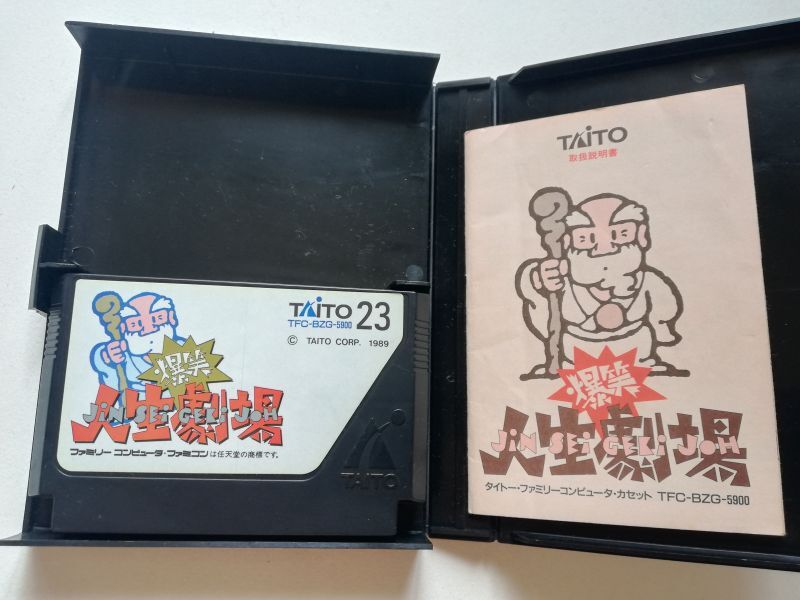 TAITO 23
TFC-BZG-5900
© TAITO CORP. 1989
爆笑
人生劇場
JiN SEi GEKi JOH
ファミリーコンピュータ・ファミコンは任天堂の商標です。
TAITO
TAITO
取扱説明書
爆笑
人生劇場
JiN SEi GEKi JOH
タイトー・ファミリーコンピュータ・カセット TFC-BZG-5900